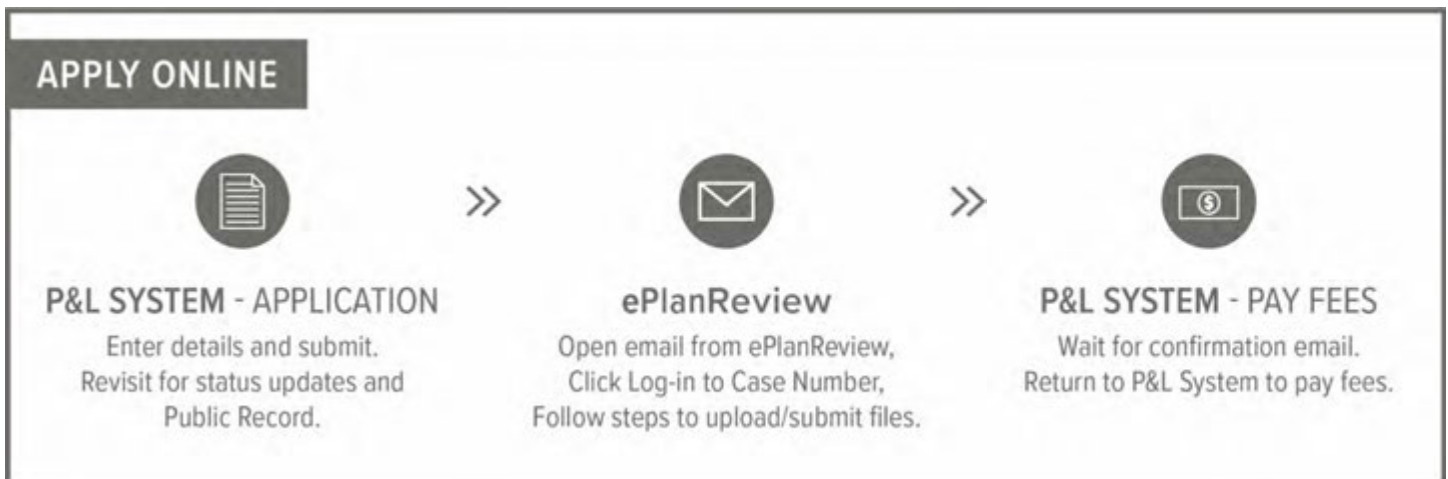 APPLY ONLINE
P&L SYSTEM - APPLICATION
Enter details and submit.
Revisit for status updates and
Public Record.
ePlanReview
Open email from ePlanReview,
Click Log-in to Case Number,
Follow steps to upload/submit files.
P&L SYSTEM - PAY FEES
Wait for confirmation email.
Return to P&L System to pay fees.